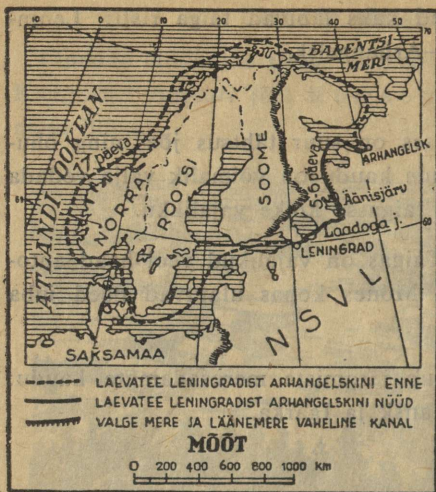 10 0 10 20 30 40 50
70
BARENTSI
MERI
ATLANDI OOKEAN
17 päeva
NORRA
ROOTSI
SOOME
5-6 päeva
ARHANGELSK
Äänisjärv
Laadoga j.
60
LENINGRAD
NSVL
SAKSAMAA
LAEVATEE LENINGRADIST ARHANGELSKINI ENNE
LAEVATEE LENINGRADIST ARHANGELSKINI NÜÜD
VALGE MERE JA LÄÄNEMERE VAHELINE KANAL
MÕÕT
0 200 400 600 800 1000 km